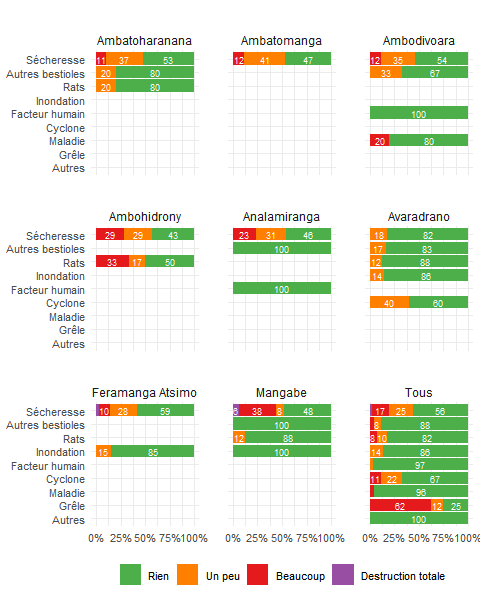 Ambatoharanana Ambatomanga Ambodivoara
Sécheresse 11 37 53 12 41 47 12 35 54
Autres bestioles 20 80 33 67
Rats 20 80
Inondation
Facteur humain 100
Cyclone
Maladie 20 80
Grêle
Autres
Ambohidrony Analamiranga Avaradrano
Sécheresse 29 29 43 23 31 46 18 82
Autres bestioles 100 17 83
Rats 33 17 50 12 88
Inondation 14 86
Facteur humain 100
Cyclone 40 60
Maladie
Grêle
Autres
Feramanga Atsimo Mangabe Tous
Sécheresse 10 28 59 6 38 8 48 17 25 56
Autres bestioles 100 8 88
Rats 12 88 8 10 82
Inondation 15 85 100 14 86
Facteur humain 97
Cyclone 11 22 67
Maladie 96
Grêle 62 12 25
Autres 100
0% 25% 50% 75% 100% 0% 25% 50% 75% 100% 0% 25% 50% 75% 100%
Rien Un peu Beaucoup Destruction totale